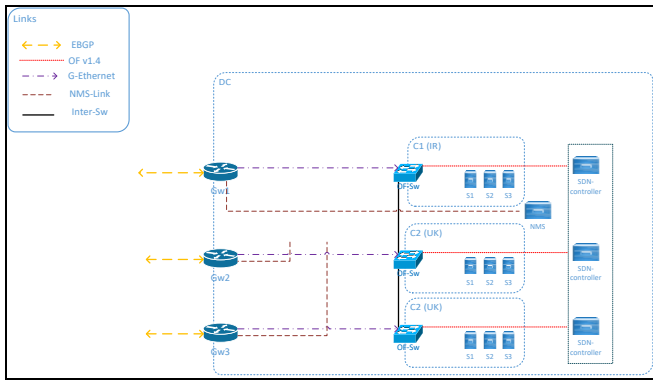 Links
EBGP
OF v1.4
G-Ethernet
NMS-Link
Inter-Sw
DC
C1 (IR)
Gw1
OF-Sw
S1 S2 S3
SDN-
controller
NMS
C2 (UK)
Gw2
OF-Sw
S1 S2 S3
SDN-
controller
C2 (UK)
Gw3
OF-Sw
S1 S2 S3
SDN-
controller